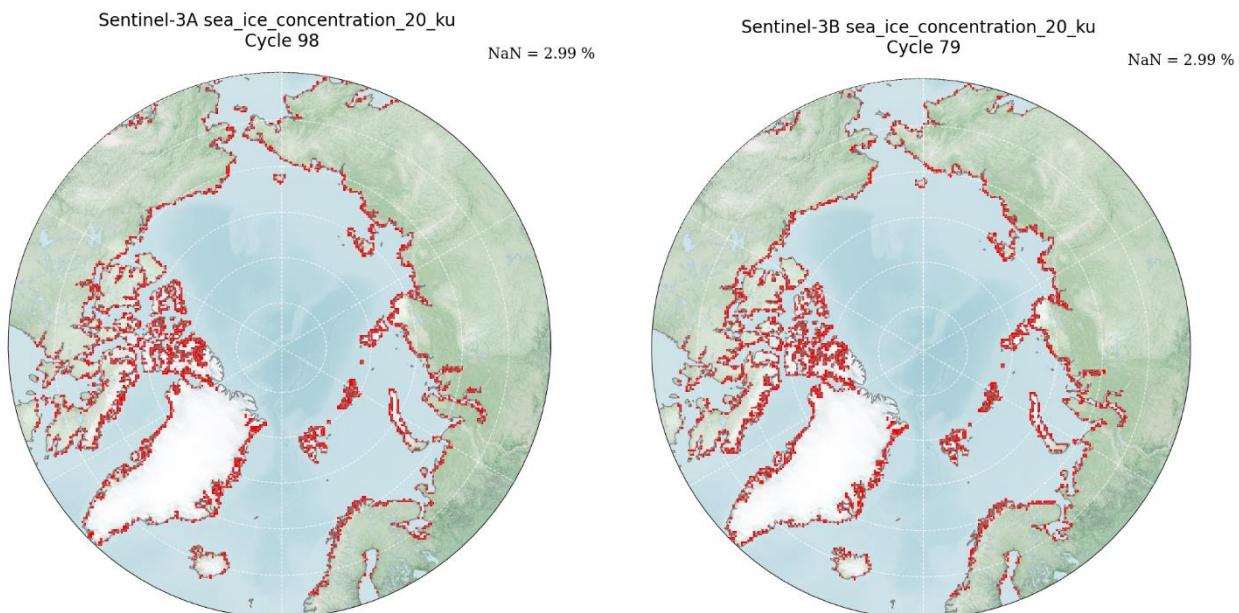 Sentinel-3A sea_ice_concentration_20_ku
Cycle 98
NaN = 2.99 %
Sentinel-3B sea_ice_concentration_20_ku
Cycle 79
NaN = 2.99 %